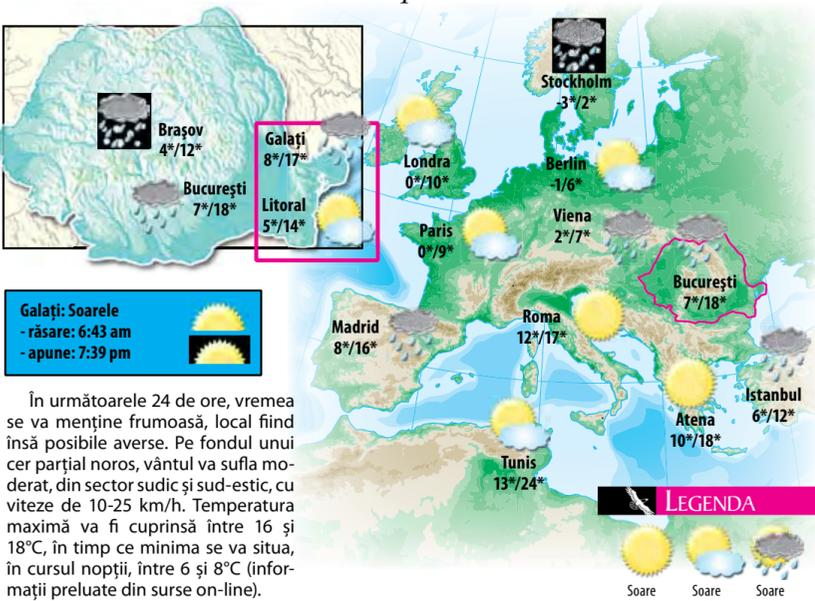 Brașov
4*/12*
București
7*/18*
Galați
8*/17*
Litoral
5*/14*
Stockholm
-3*/2*
Londra
0*/10*
Berlin
-1/6*
Paris
0*/9*
Viena
2*/7*
București
7*/18*
Madrid
8*/16*
Roma
12*/17*
Istanbul
6*/12*
Atena
10*/18*
Tunis
13*/24*
Galați: Soarele
- răsare: 6:43 am
- apune: 7:39 pm
În următoarele 24 de ore, vremea
se va menține frumoasă, local fiind
însă posibile averse. Pe fondul unui
cer parțial noros, vântul va sufla mo-
derat, din sector sudic și sud-estic, cu
viteze de 10-25 km/h. Temperatura
maximă va fi cuprinsă între 16 și
18°C, în timp ce minima se va situa,
în cursul nopții, între 6 și 8°C (infor-
mații preluate din surse on-line).
LEGENDA
Soare Soare Soare